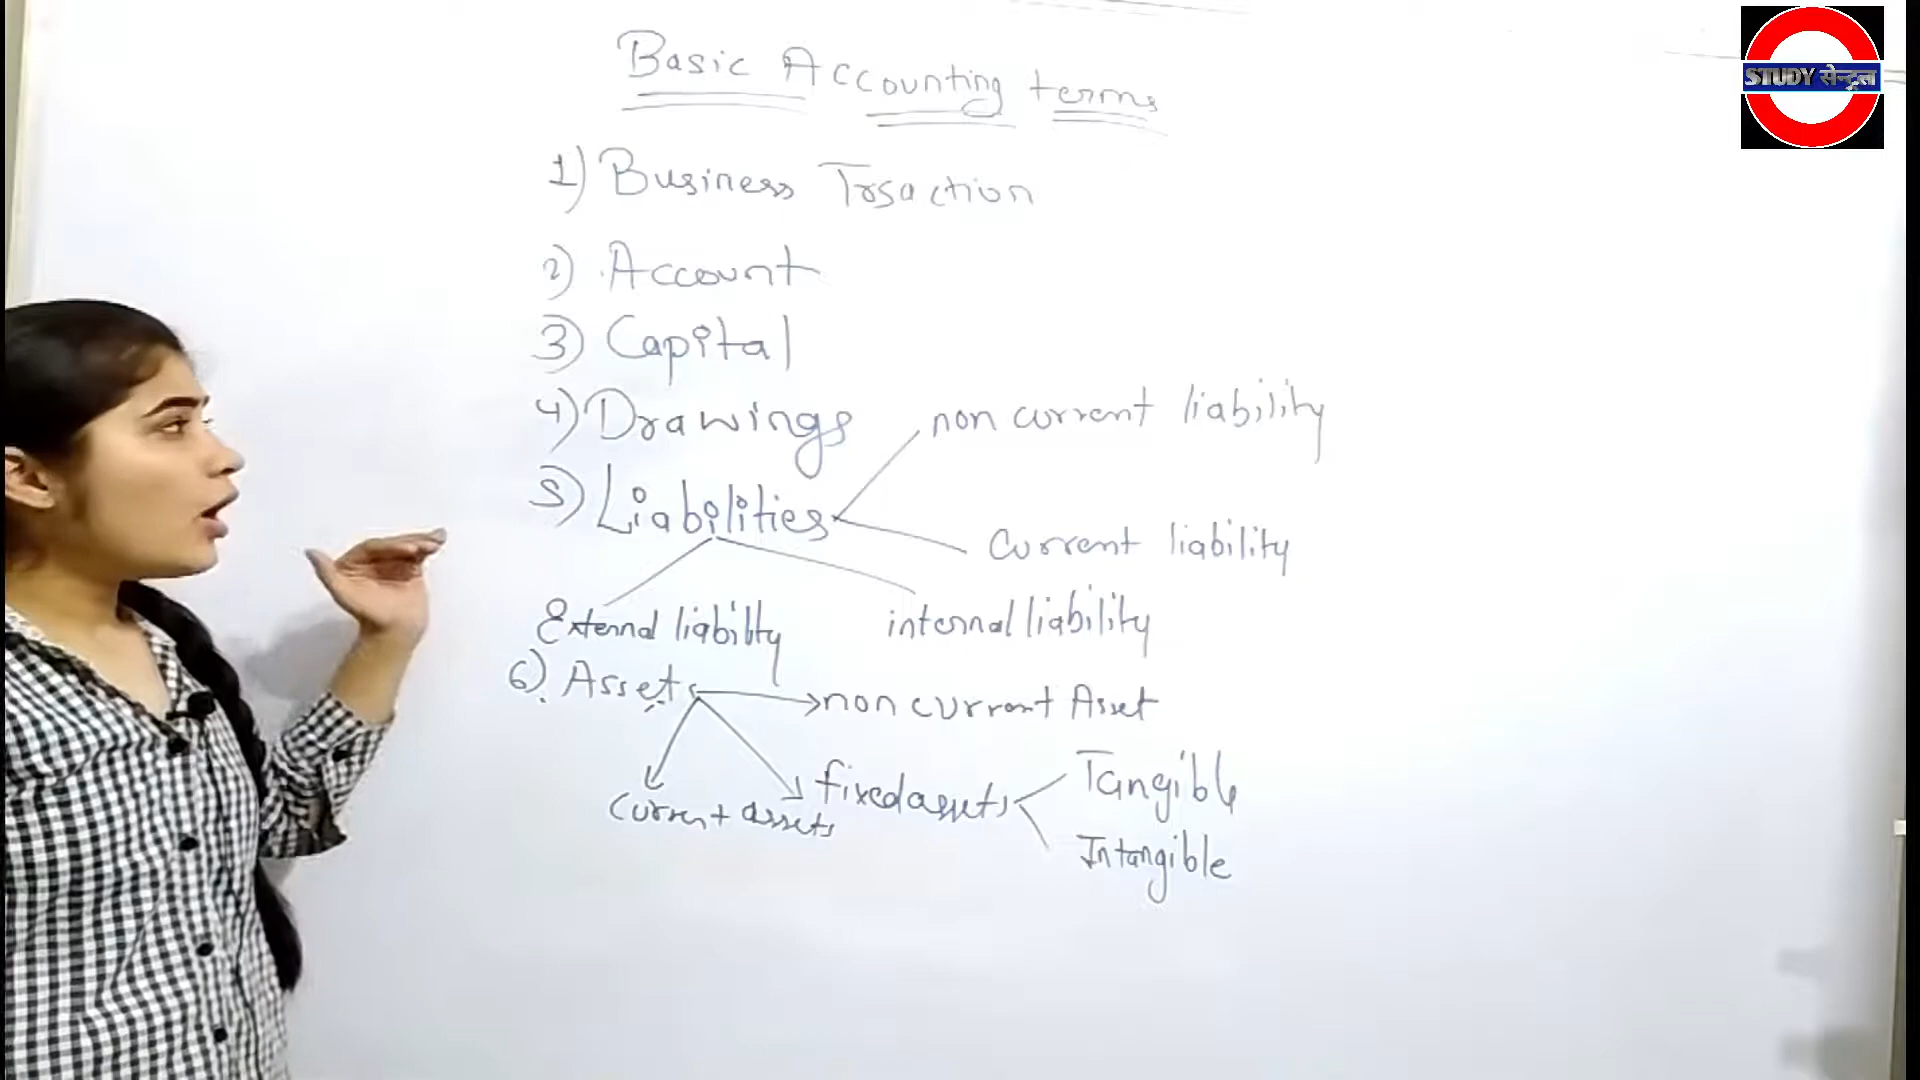 STUDY सेन्ट्रल
Basic Accounting terms
1) Business Trsaction
2) Account
3) Capital
4) Drawings
5) Liabilities
non current liability
current liability
External liabilty
internal liability
6) Assets
non current Asset
current assets
fixed assets
Tangible
Intangible